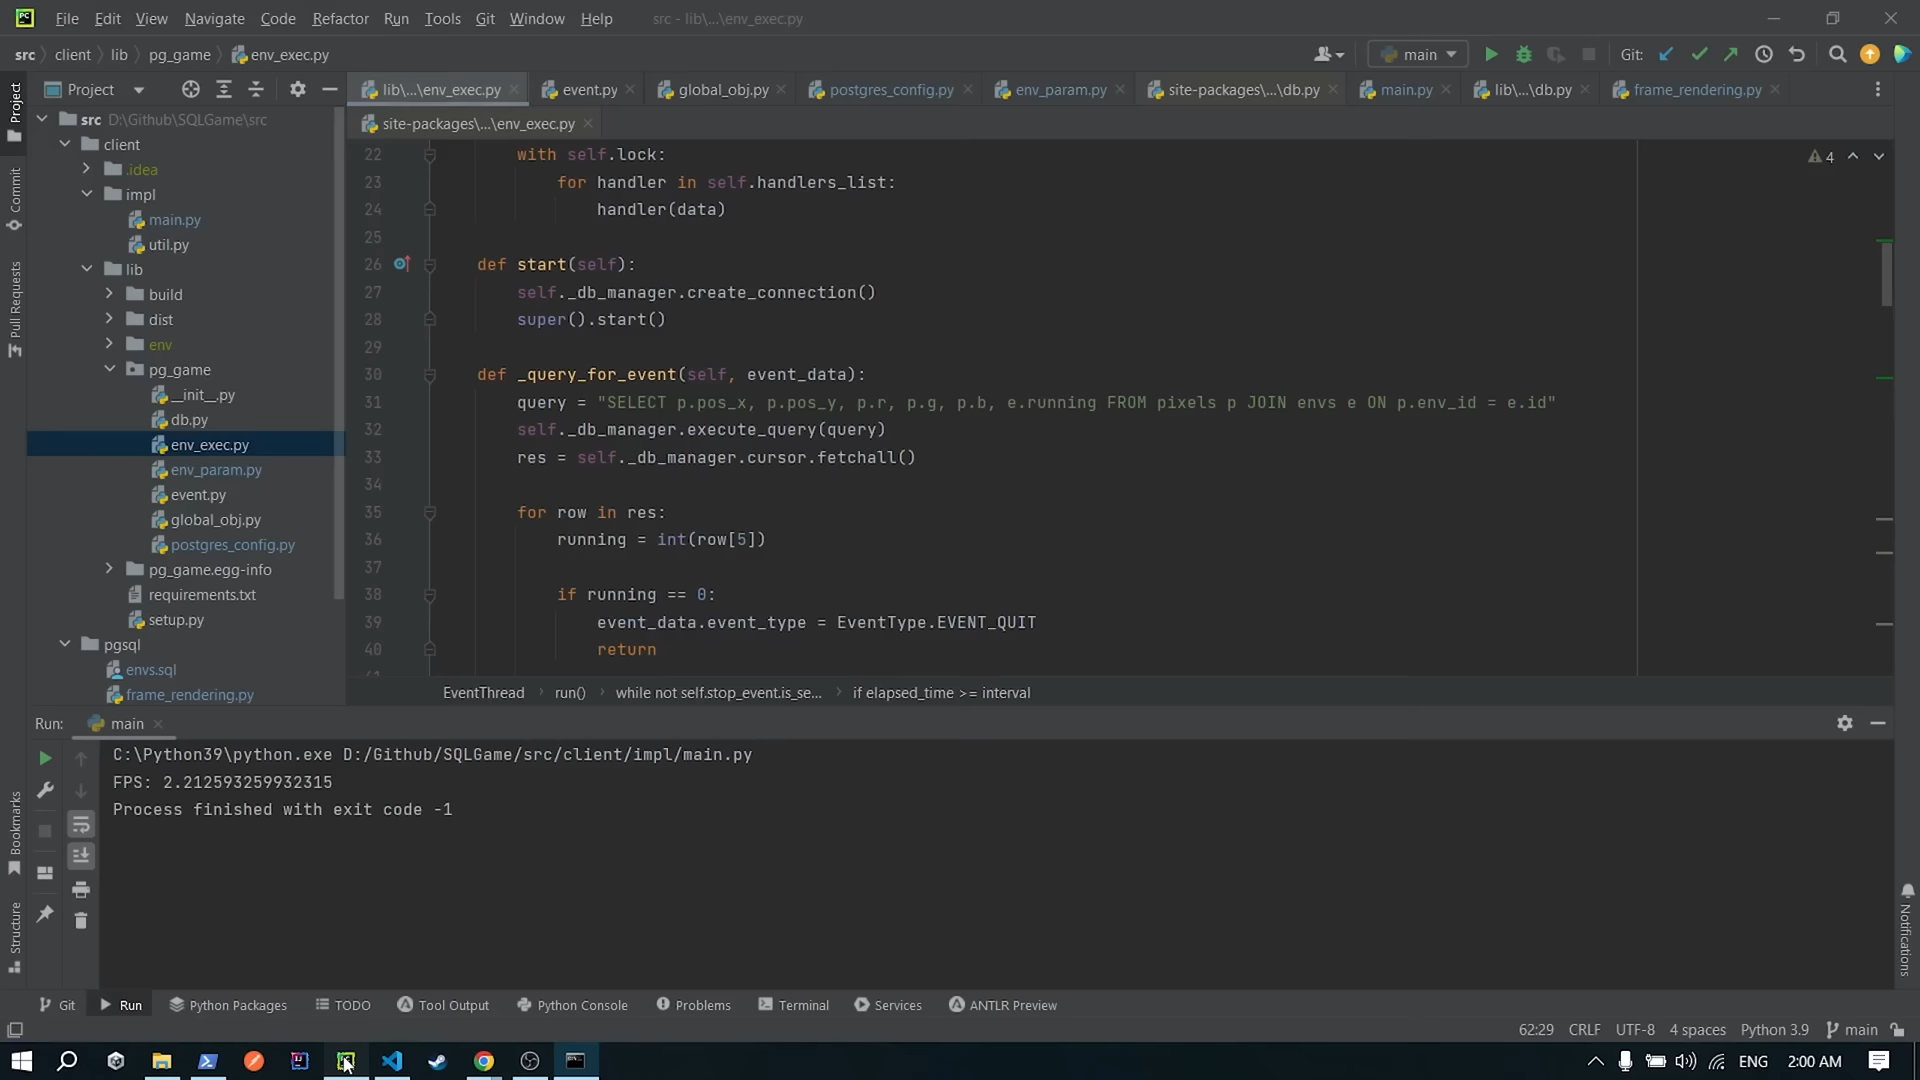 File Edit View Navigate Code Refactor Run Tools Git Window Help src - lib\...\env_exec.py
src client lib pg_game env_exec.py main Git:
Project lib\...\env_exec.py event.py global_obj.py postgres_config.py env_param.py site-packages\...\db.py main.py lib\...\db.py frame_rendering.py
site-packages\...\env_exec.py
Project
Commit
Pull Requests
Bookmarks
Structure
src D:\Github\SQLGame\src
client
.idea
impl
main.py
util.py
lib
build
dist
env
pg_game
__init__.py
db.py
env_exec.py
env_param.py
event.py
global_obj.py
postgres_config.py
pg_game.egg-info
requirements.txt
setup.py
pgsql
envs.sql
frame_rendering.py
4
22 with self.lock:
23 for handler in self.handlers_list:
24 handler(data)
25
26 def start(self):
27 self._db_manager.create_connection()
28 super().start()
29
30 def _query_for_event(self, event_data):
31 query = "SELECT p.pos_x, p.pos_y, p.r, p.g, p.b, e.running FROM pixels p JOIN envs e ON p.env_id = e.id"
32 self._db_manager.execute_query(query)
33 res = self._db_manager.cursor.fetchall()
34
35 for row in res:
36 running = int(row[5])
37
38 if running == 0:
39 event_data.event_type = EventType.EVENT_QUIT
40 return
EventThread run() while not self.stop_event.is_se... if elapsed_time >= interval
Run: main
C:\Python39\python.exe D:/Github/SQLGame/src/client/impl/main.py
FPS: 2.212593259932315
Process finished with exit code -1
Notifications
Git Run Python Packages TODO Tool Output Python Console Problems Terminal Services ANTLR Preview
62:29 CRLF UTF-8 4 spaces Python 3.9 main
ENG 2:00 AM